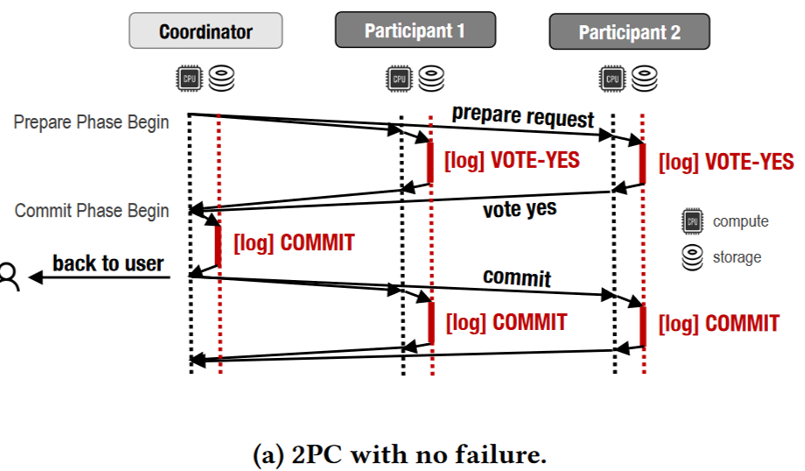 Coordinator
Participant 1
Participant 2
CPU
CPU
CPU
Prepare Phase Begin
prepare request
[log] VOTE-YES
[log] VOTE-YES
Commit Phase Begin
vote yes
CPU
compute
[log] COMMIT
storage
back to user
commit
[log] COMMIT
[log] COMMIT
(a) 2PC with no failure.